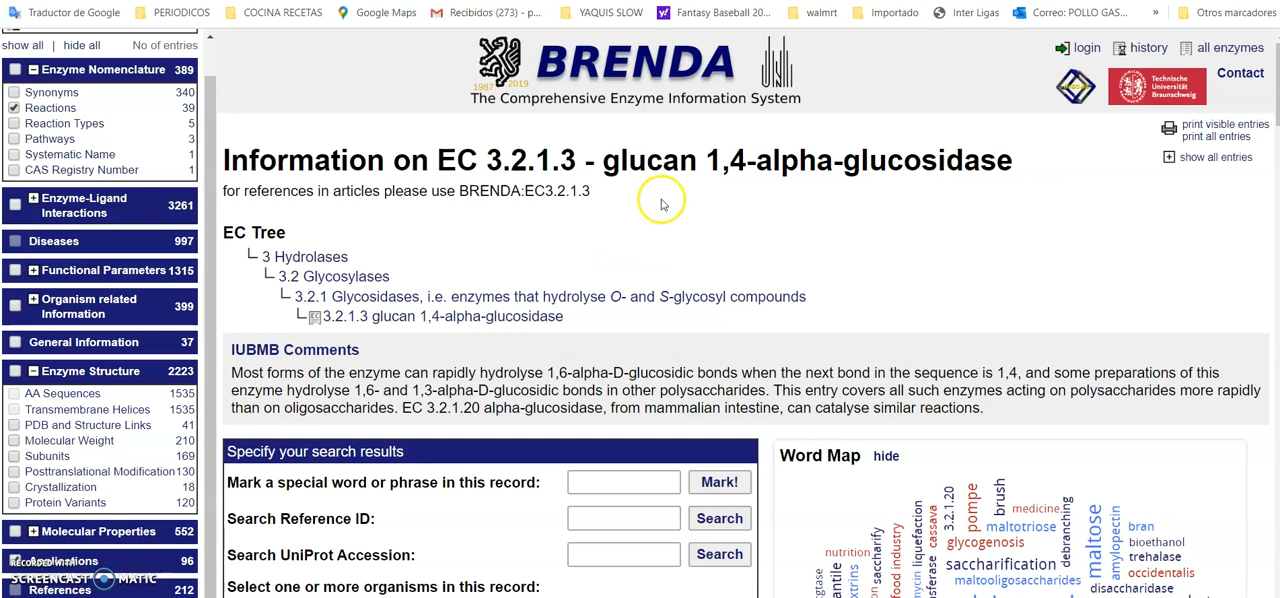 Traductor de Google PERIODICOS COCINA RECETAS Google Maps Recibidos (273) - p... YAQUIS SLOW Fantasy Baseball 20... walmrt Importado Inter Ligas Correo: POLLO GAS... » Otros marcadores
show all | hide all No of entries
Enzyme Nomenclature 389
Synonyms 340
Reactions 39
Reaction Types 5
Pathways 3
Systematic Name 1
CAS Registry Number 1
Enzyme-Ligand
Interactions 3261
Diseases 997
Functional Parameters 1315
Organism related
Information 399
General Information 37
Enzyme Structure 2223
AA Sequences 1535
Transmembrane Helices 1535
PDB and Structure Links 41
Molecular Weight 210
Subunits 169
Posttranslational Modification 130
Crystallization 18
Protein Variants 120
Molecular Properties 552
Applications 96
RECORDED WITH
SCREENCAST MATIC
References 212
1987 2019
BRENDA
The Comprehensive Enzyme Information System
login history all enzymes
Technische
Universität
Braunschweig
Contact
print visible entries
print all entries
show all entries
Information on EC 3.2.1.3 - glucan 1,4-alpha-glucosidase
for references in articles please use BRENDA:EC3.2.1.3
EC Tree
3 Hydrolases
3.2 Glycosylases
3.2.1 Glycosidases, i.e. enzymes that hydrolyse O- and S-glycosyl compounds
3.2.1.3 glucan 1,4-alpha-glucosidase
IUBMB Comments
Most forms of the enzyme can rapidly hydrolyse 1,6-alpha-D-glucosidic bonds when the next bond in the sequence is 1,4, and some preparations of this
enzyme hydrolyse 1,6- and 1,3-alpha-D-glucosidic bonds in other polysaccharides. This entry covers all such enzymes acting on polysaccharides more rapidly
than on oligosaccharides. EC 3.2.1.20 alpha-glucosidase, from mammalian intestine, can catalyse similar reactions.
Specify your search results
Mark a special word or phrase in this record: Mark!
Search Reference ID: Search
Search UniProt Accession: Search
Select one or more organisms in this record:
Word Map hide
nutrition
saccharify
food industry
liquefaction
cassava
3.2.1.20
pompe
brush
medicine
maltotriose
glycogenosis
debranching
saccharification
maltooligosaccharides
maltose
amylopectin
bran
bioethanol
trehalase
occidentalis
disaccharidase